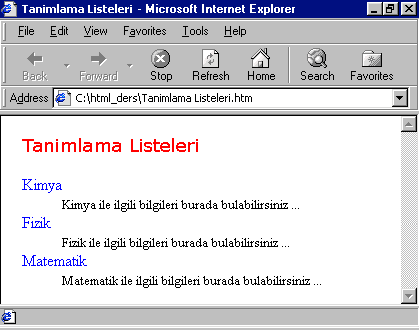 Tanimlama Listeleri - Microsoft Internet Explorer
File Edit View Favorites Tools Help
Back Forward Stop Refresh Home Search Favorites
Address C:\html_ders\Tanimlama Listeleri.htm
Tanimlama Listeleri
Kimya
Kimya ile ilgili bilgileri burada bulabilirsiniz ...
Fizik
Fizik ile ilgili bilgileri burada bulabilirsiniz ...
Matematik
Matematik ile ilgili bilgileri burada bulabilirsiniz ...